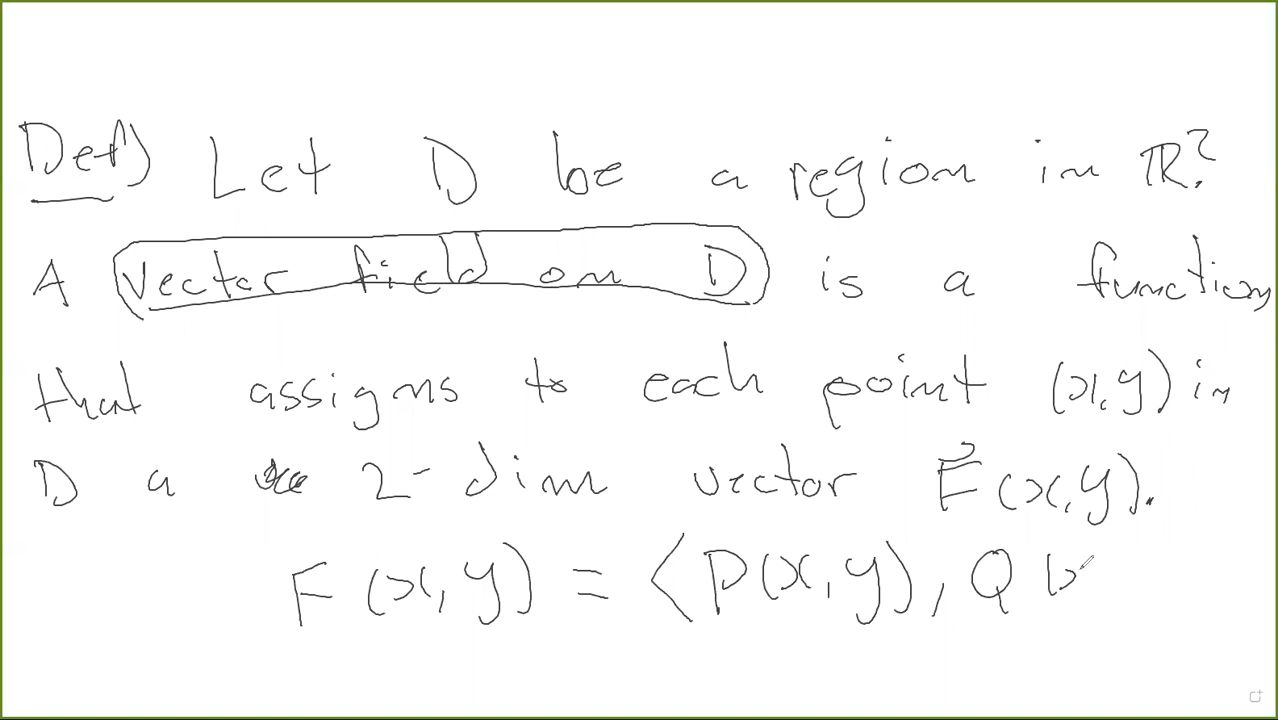 Def) Let D be a region in ℝ².
A vector field on D is a function
that assigns to each point (x,y) in
D a 2-dim vector F⃗(x,y).
F(x,y) = ⟨P(x,y), Q(x